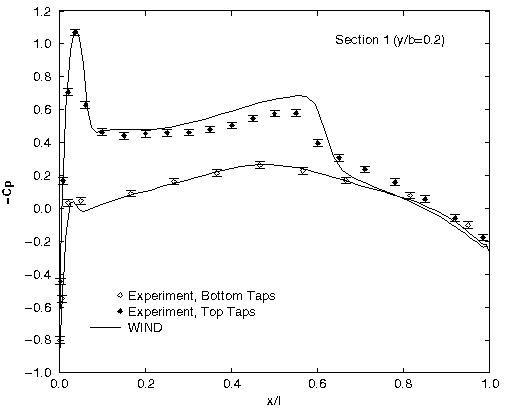 1.2
Section 1 (y/b=0.2)
1.0
0.8
0.6
0.4
-Cp
0.2
0.0
-0.2
-0.4
Experiment, Bottom Taps
-0.6
Experiment, Top Taps
WIND
-0.8
-1.0
0.0 0.2 0.4 0.6 0.8 1.0
x/l